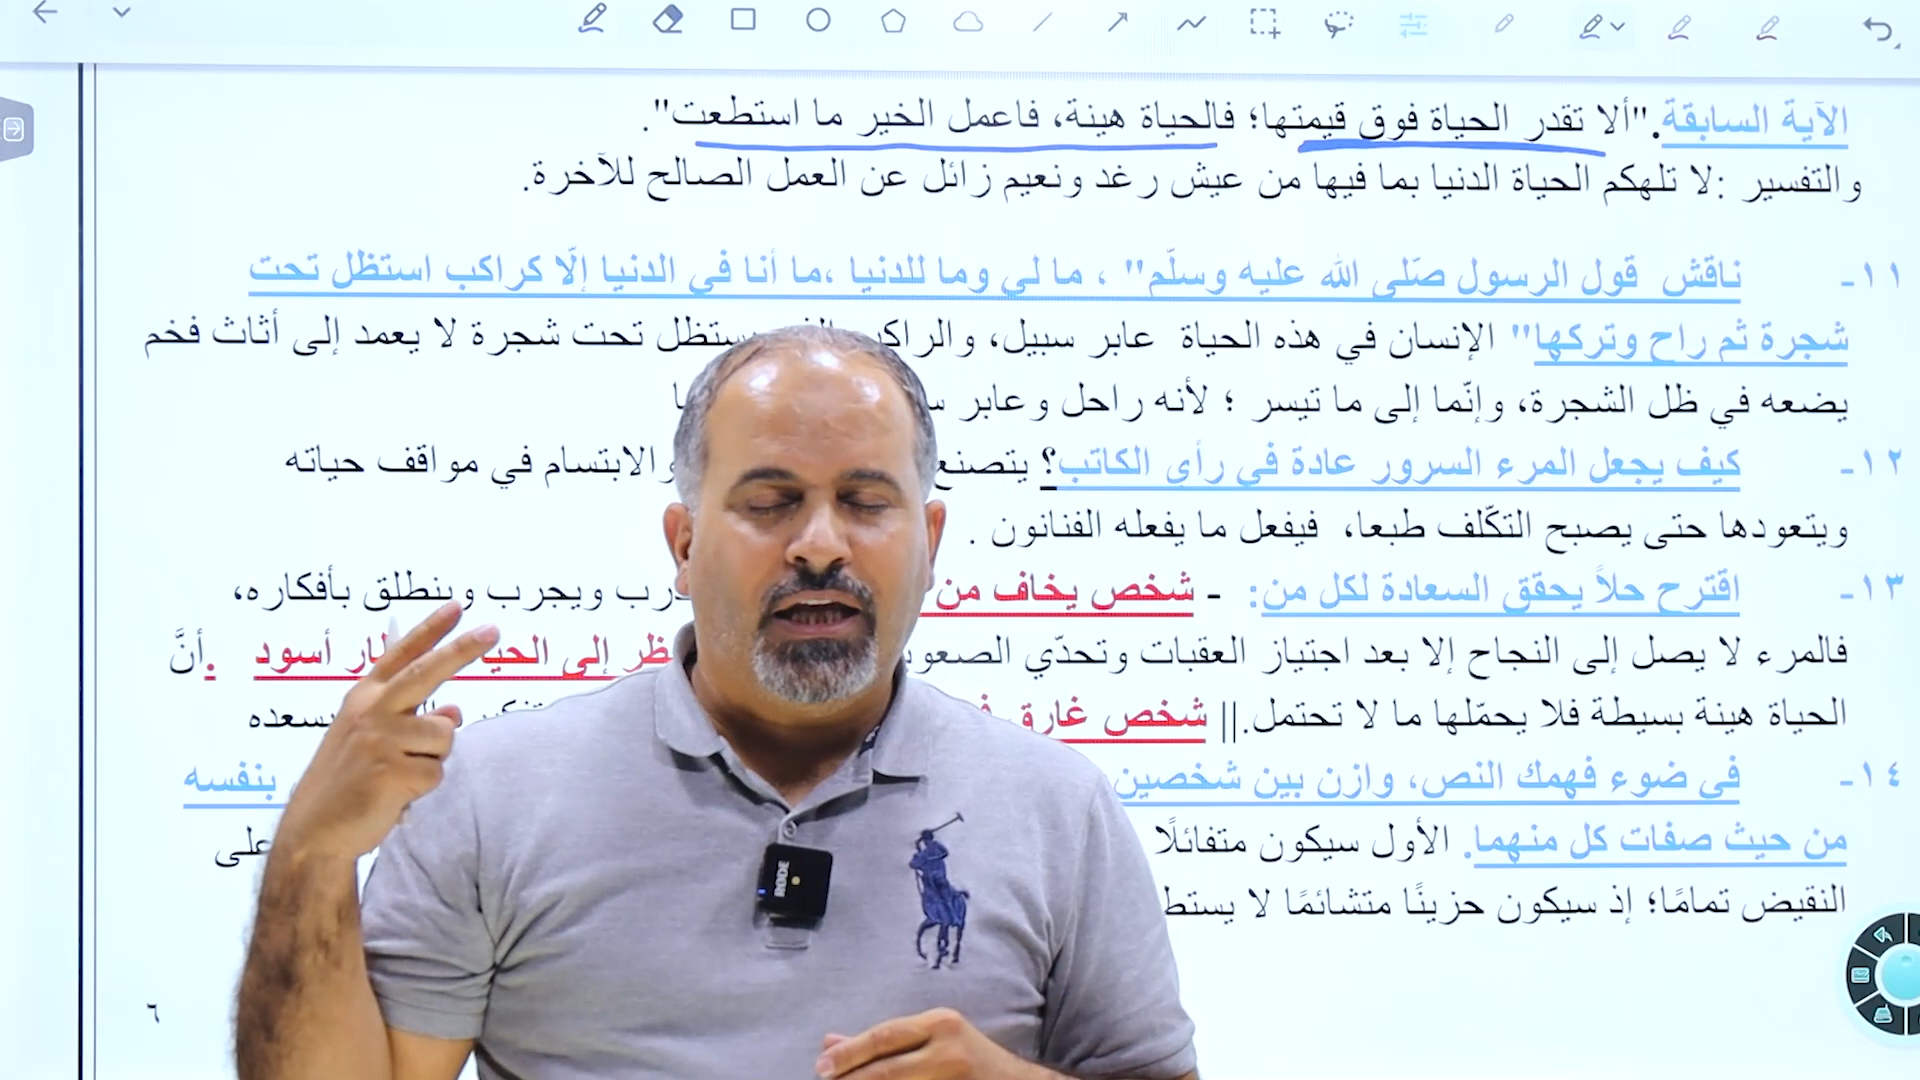 الآية السابقة."ألا تقدر الحياة فوق قيمتها؛ فالحياة هينة، فاعمل الخير ما استطعت".
والتفسير :لا تلهكم الحياة الدنيا بما فيها من عيش رغد ونعيم زائل عن العمل الصالح للآخرة.
١١- ناقش قول الرسول صّلى الله عليه وسلّم" ، ما لي وما للدنيا ،ما أنا في الدنيا إلّا كراكب استظل تحت
شجرة ثم راح وتركها" الإنسان في هذه الحياة عابر سبيل، والراكب يستظل تحت شجرة لا يعمد إلى أثاث فخم
يضعه في ظل الشجرة، وإنّما إلى ما تيسر ؛ لأنه راحل وعابر
١٢- كيف يجعل المرء السرور عادة في رأي الكاتب؟ يتصنع والابتسام في مواقف حياته
ويتعودها حتى يصبح التكّلف طبعا، فيفعل ما يفعله الفنانون .
١٣- اقترح حلاً يحقق السعادة لكل من: - شخص يخاف من ويجرب وينطلق بأفكاره،
فالمرء لا يصل إلى النجاح إلا بعد اجتياز العقبات وتحدّي إلى أسود .أنَّ
الحياة هينة بسيطة فلا يحمّلها ما لا تحتمل.|| شخص غارق يسعده
١٤- في ضوء فهمك النص، وازن بين شخصين بنفسه
من حيث صفات كل منهما. الأول سيكون متفائلًا على
النقيض تمامًا؛ إذ سيكون حزينًا متشائمًا لا
٦
RODE